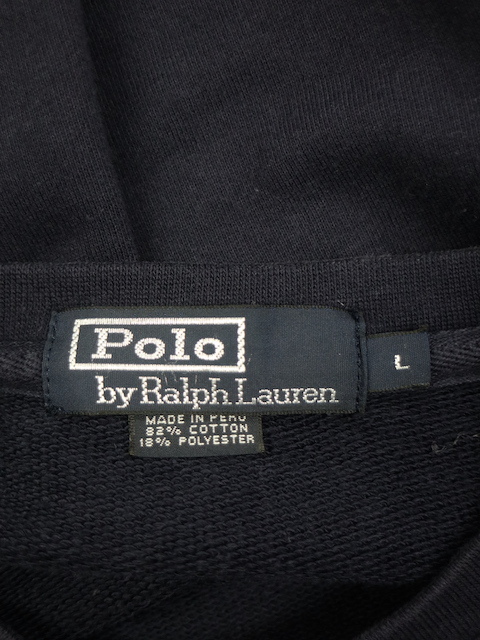 Polo
by Ralph Lauren
L
MADE IN PERU
82% COTTON
18% POLYESTER